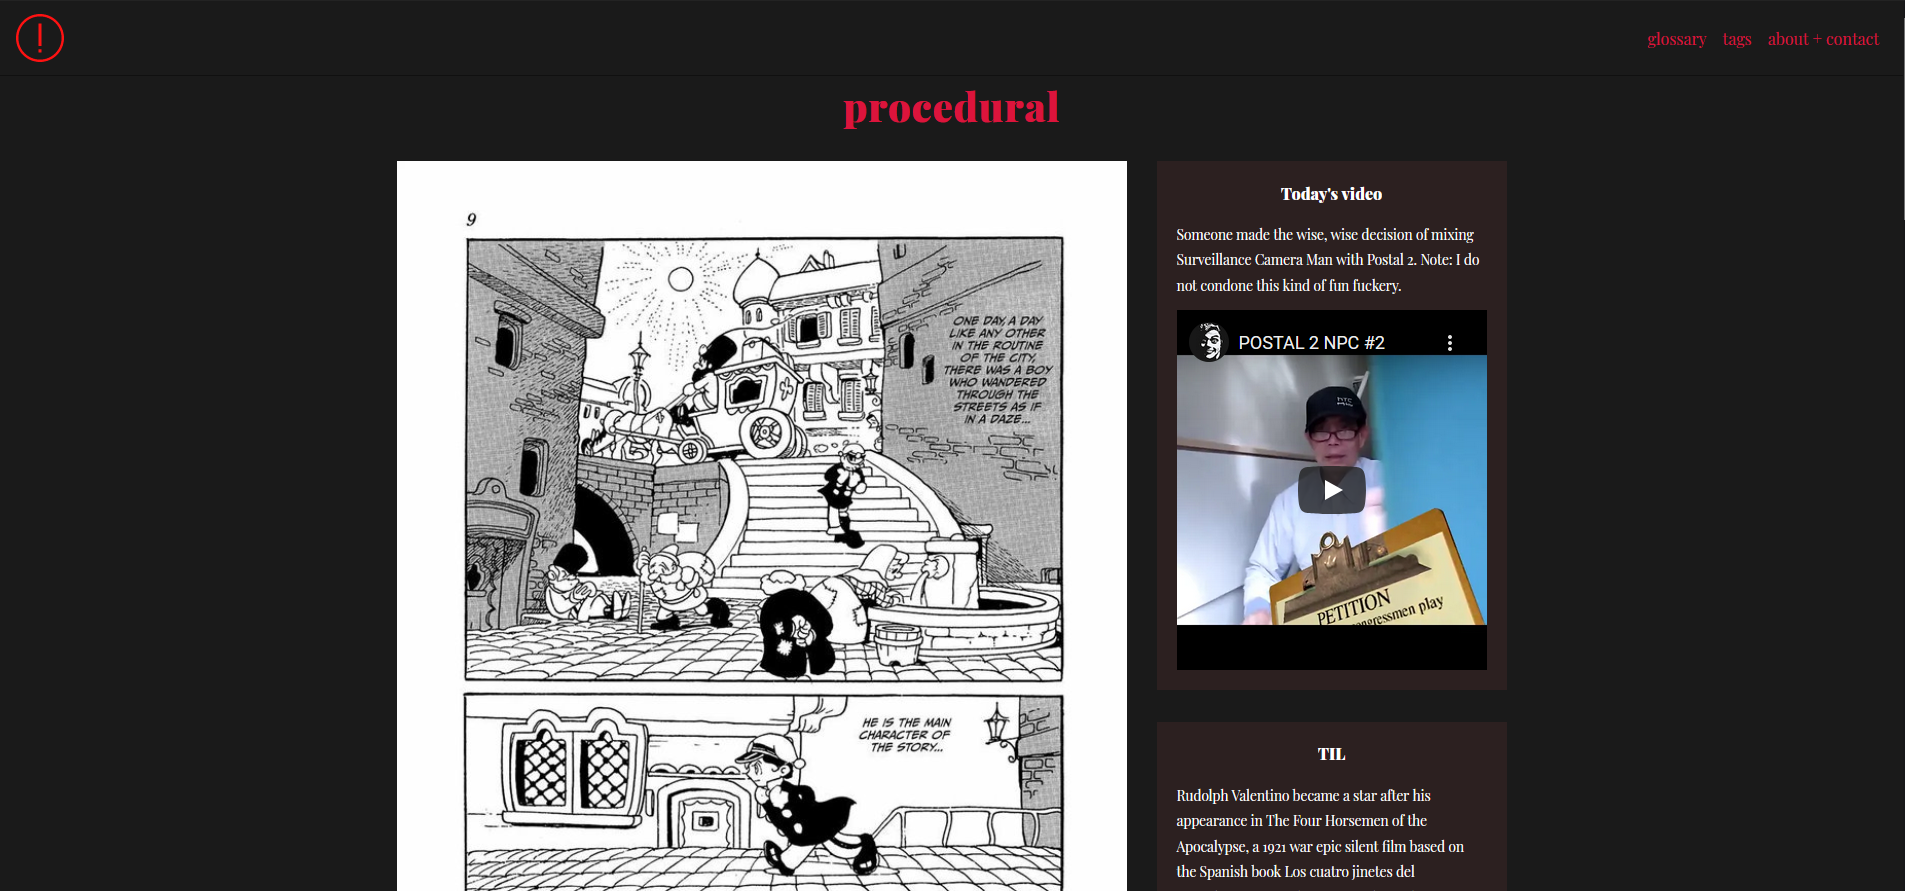 glossary tags about + contact
procedural
9
ONE DAY, A DAY
LIKE ANY OTHER
IN THE ROUTINE
OF THE CITY,
THERE WAS A BOY
WHO WANDERED
THROUGH THE
STREETS AS IF
IN A DAZE...
HE IS THE MAIN
CHARACTER OF
THE STORY...
Today's video
Someone made the wise, wise decision of mixing
Surveillance Camera Man with Postal 2. Note: I do
not condone this kind of fun fuckery.
POSTAL 2 NPC #2
HTC
PETITION
ongressmen play
TIL
Rudolph Valentino became a star after his
appearance in The Four Horsemen of the
Apocalypse, a 1921 war epic silent film based on
the Spanish book Los cuatro jinetes del